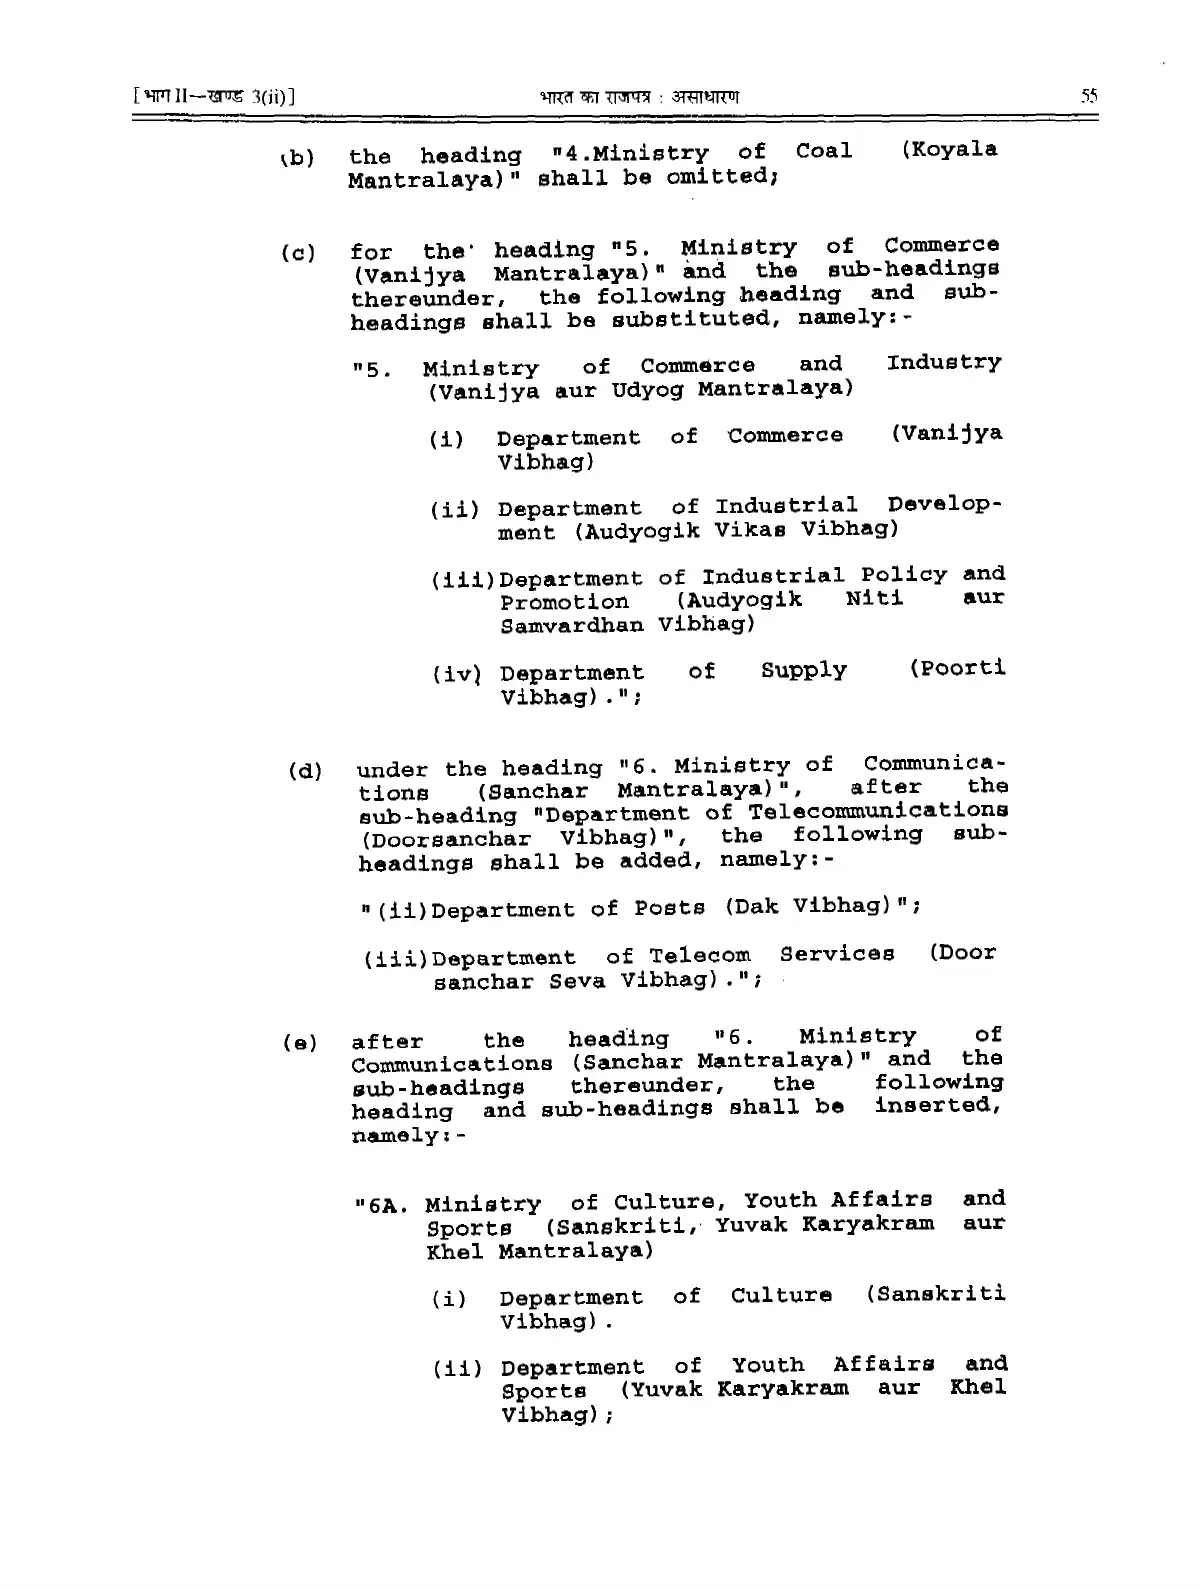 [ भाग II—खण्ड 3(ii) ] भारत का राजपत्र : असाधारण 55
(b) the heading "4.Ministry of Coal (Koyala
Mantralaya)" shall be omitted;
(c) for the heading "5. Ministry of Commerce
(Vanijya Mantralaya)" and the sub-headings
thereunder, the following heading and sub-
headings shall be substituted, namely:-
"5. Ministry of Commerce and Industry
(Vanijya aur Udyog Mantralaya)
(i) Department of Commerce (Vanijya
Vibhag)
(ii) Department of Industrial Develop-
ment (Audyogik Vikas Vibhag)
(iii)Department of Industrial Policy and
Promotion (Audyogik Niti aur
Samvardhan Vibhag)
(iv) Department of Supply (Poorti
Vibhag).";
(d) under the heading "6. Ministry of Communica-
tions (Sanchar Mantralaya)", after the
sub-heading "Department of Telecommunications
(Doorsanchar Vibhag)", the following sub-
headings shall be added, namely:-
"(ii)Department of Posts (Dak Vibhag)";
(iii)Department of Telecom Services (Door
sanchar Seva Vibhag).";
(e) after the heading "6. Ministry of
Communications (Sanchar Mantralaya)" and the
sub-headings thereunder, the following
heading and sub-headings shall be inserted,
namely:-
"6A. Ministry of Culture, Youth Affairs and
Sports (Sanskriti, Yuvak Karyakram aur
Khel Mantralaya)
(i) Department of Culture (Sanskriti
Vibhag).
(ii) Department of Youth Affairs and
Sports (Yuvak Karyakram aur Khel
Vibhag);